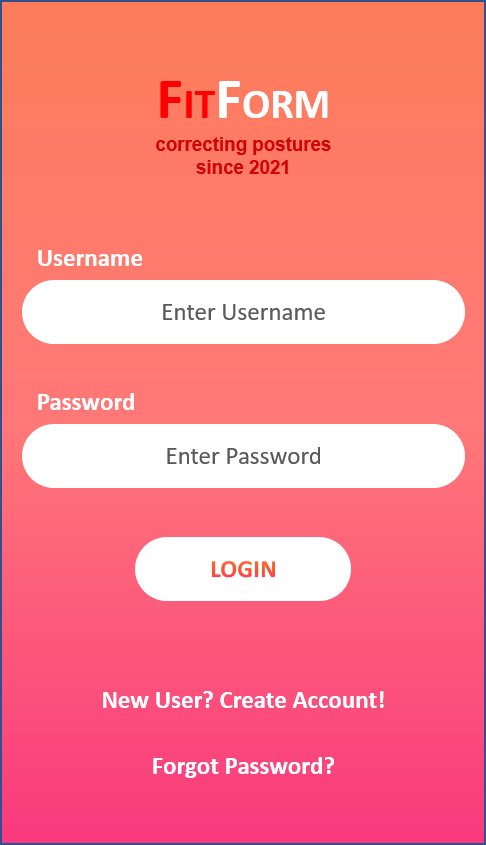 FITFORM
correcting postures
since 2021
Username
Enter Username
Password
Enter Password
LOGIN
New User? Create Account!
Forgot Password?